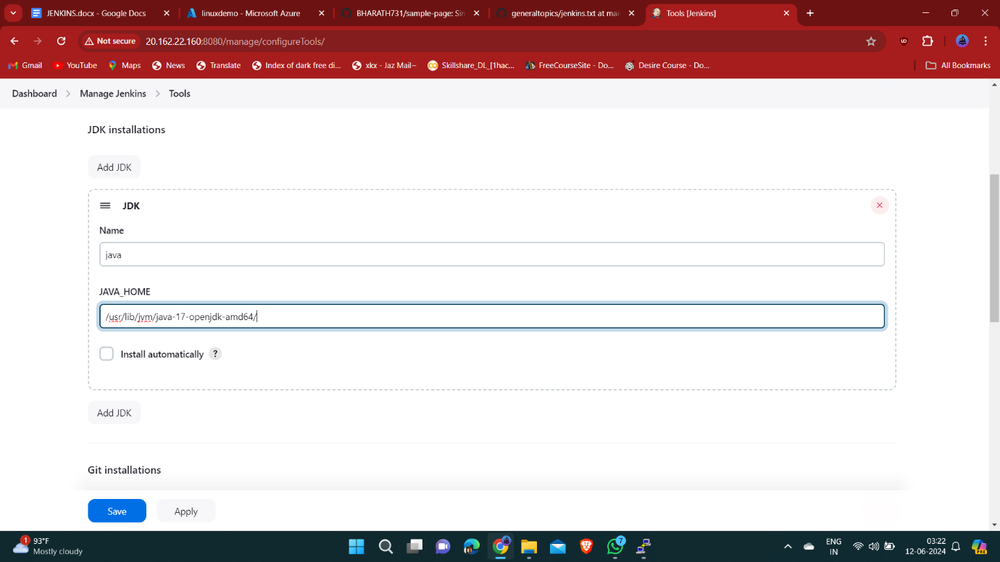 JENKINS.docx - Google Docs
linuxdemo - Microsoft Azure
BHARATH731/sample-page: Sim
generaltopics/jenkins.txt at mai
Tools [Jenkins]
Not secure
20.162.22.160:8080/manage/configureTools/
Gmail
YouTube
Maps
News
Translate
Index of dark free di...
xkx - Jaz Mail~
Skillshare_DL_[1hac...
FreeCourseSite - Do...
Desire Course - Do...
All Bookmarks
Dashboard
Manage Jenkins
Tools
JDK installations
Add JDK
JDK
Name
java
JAVA_HOME
/usr/lib/jvm/java-17-openjdk-amd64/
Install automatically ?
Add JDK
Git installations
Save
Apply
1
93°F
Mostly cloudy
7
ENG
IN
03:22
12-06-2024
PRE